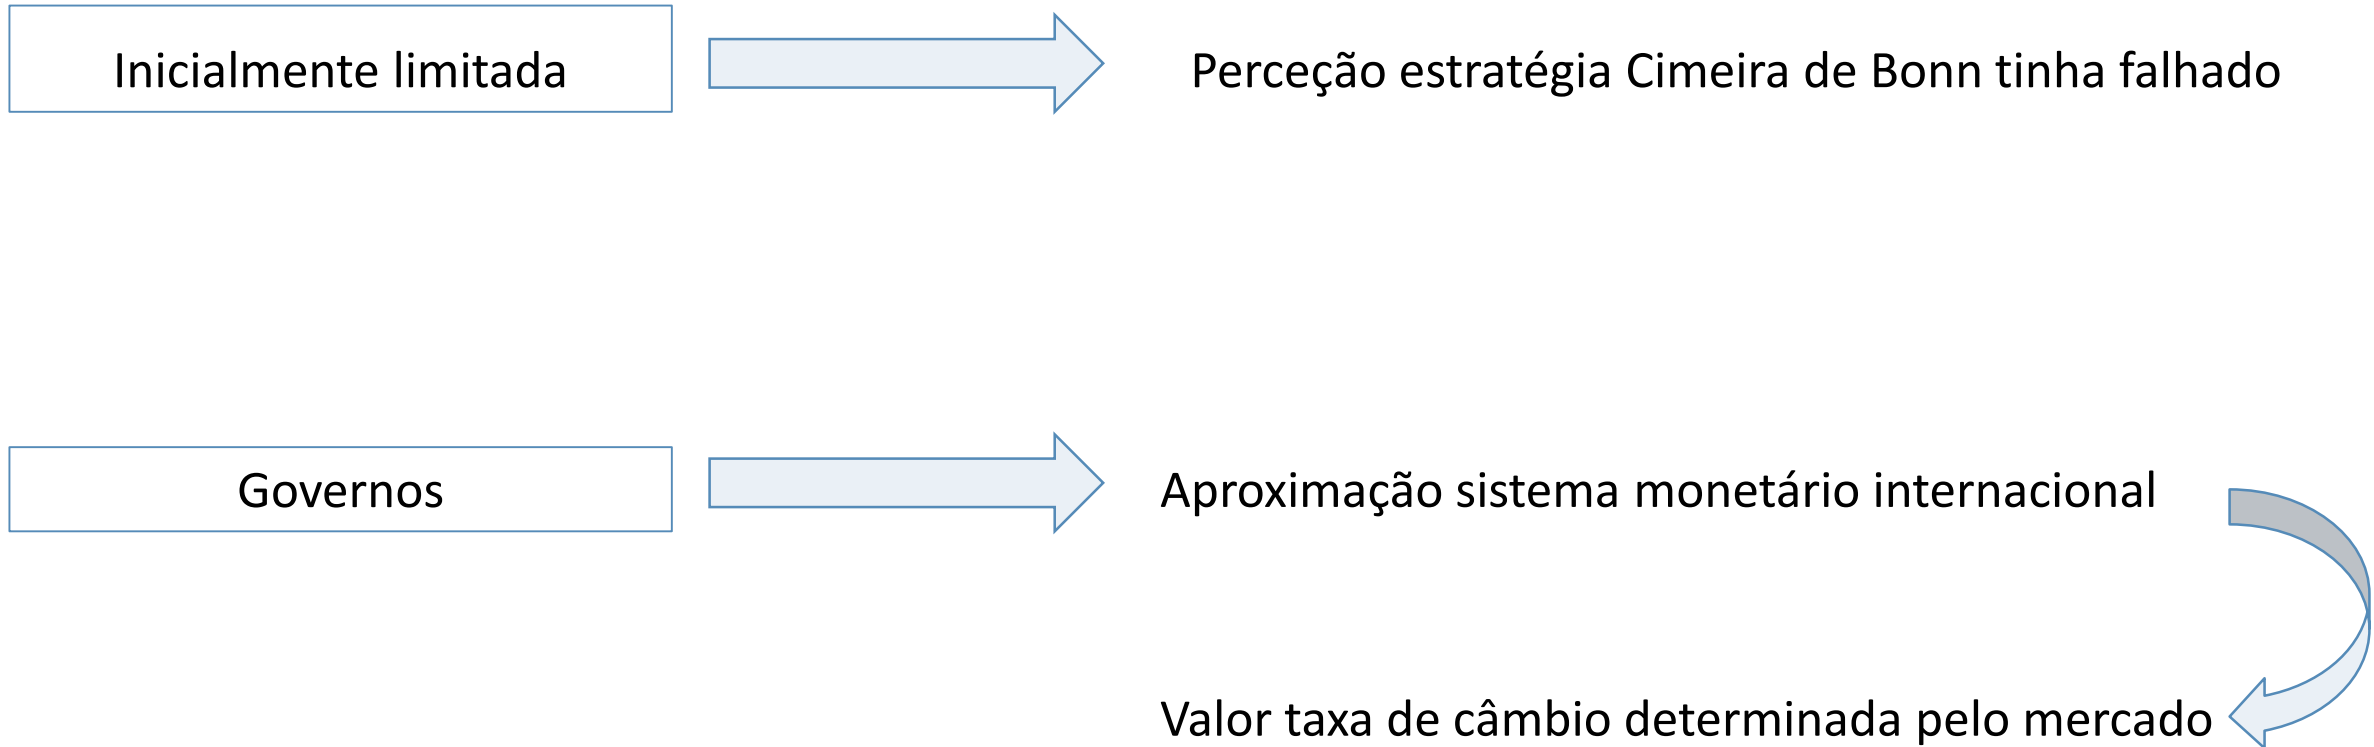 Inicialmente limitada
Perceção estratégia Cimeira de Bonn tinha falhado
Governos
Aproximação sistema monetário internacional
Valor taxa de câmbio determinada pelo mercado